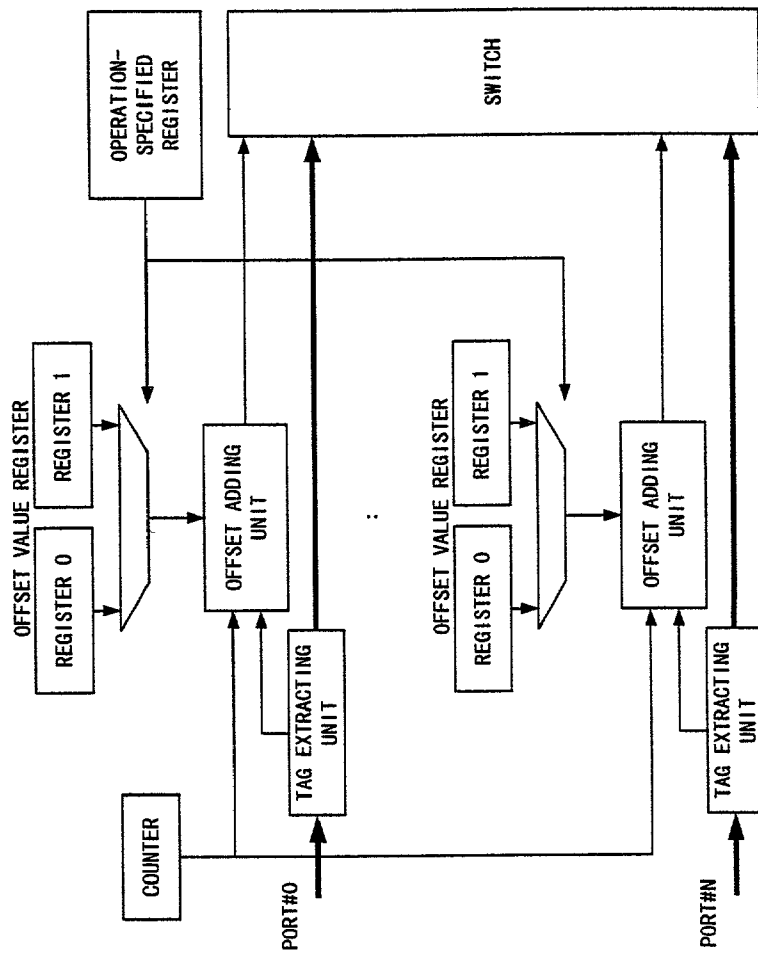 COUNTER
PORT#0
TAG EXTRACTING
UNIT
OFFSET VALUE REGISTER
REGISTER 0
REGISTER 1
OFFSET ADDING
UNIT
OPERATION-
SPECIFIED
REGISTER
SWITCH
:
PORT#N
TAG EXTRACTING
UNIT
OFFSET VALUE REGISTER
REGISTER 0
REGISTER 1
OFFSET ADDING
UNIT